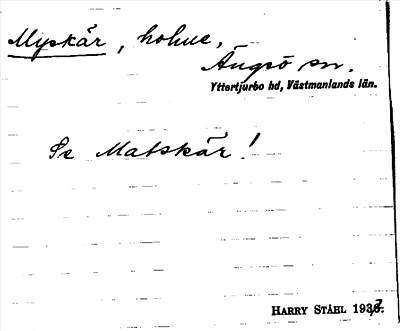 Myskär, holme,
Ängsö sn.
Yttertjurbo hd, Västmanlands län.
Se Matskär!
HARRY STÅHL 1937.